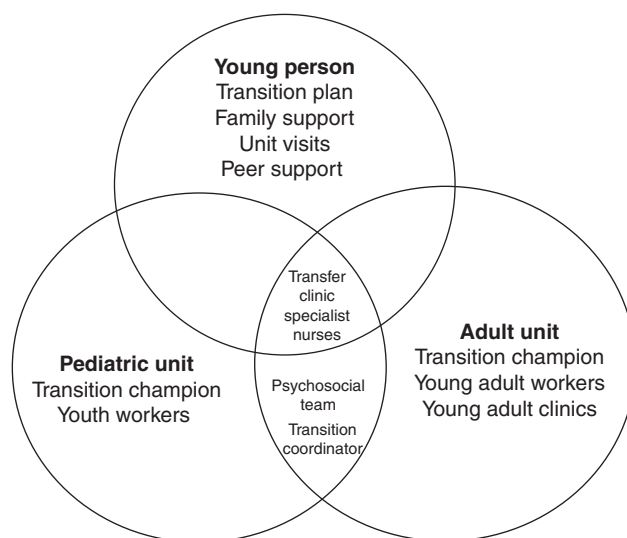 Young person
Transition plan
Family support
Unit visits
Peer support
Transfer
clinic
specialist
nurses
Pediatric unit
Transition champion
Youth workers
Psychosocial
team
Transition
coordinator
Adult unit
Transition champion
Young adult workers
Young adult clinics